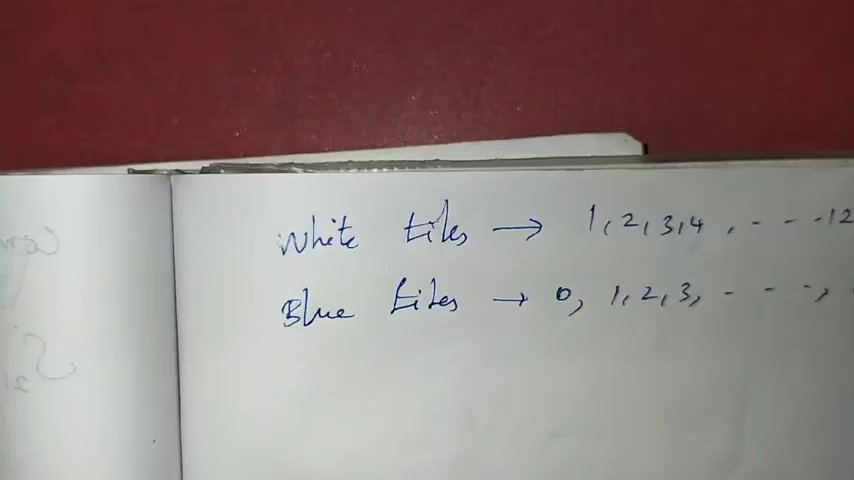 White tiles → 1, 2, 3, 4, - - - 12
Blue tiles → 0, 1, 2, 3, - - - -,